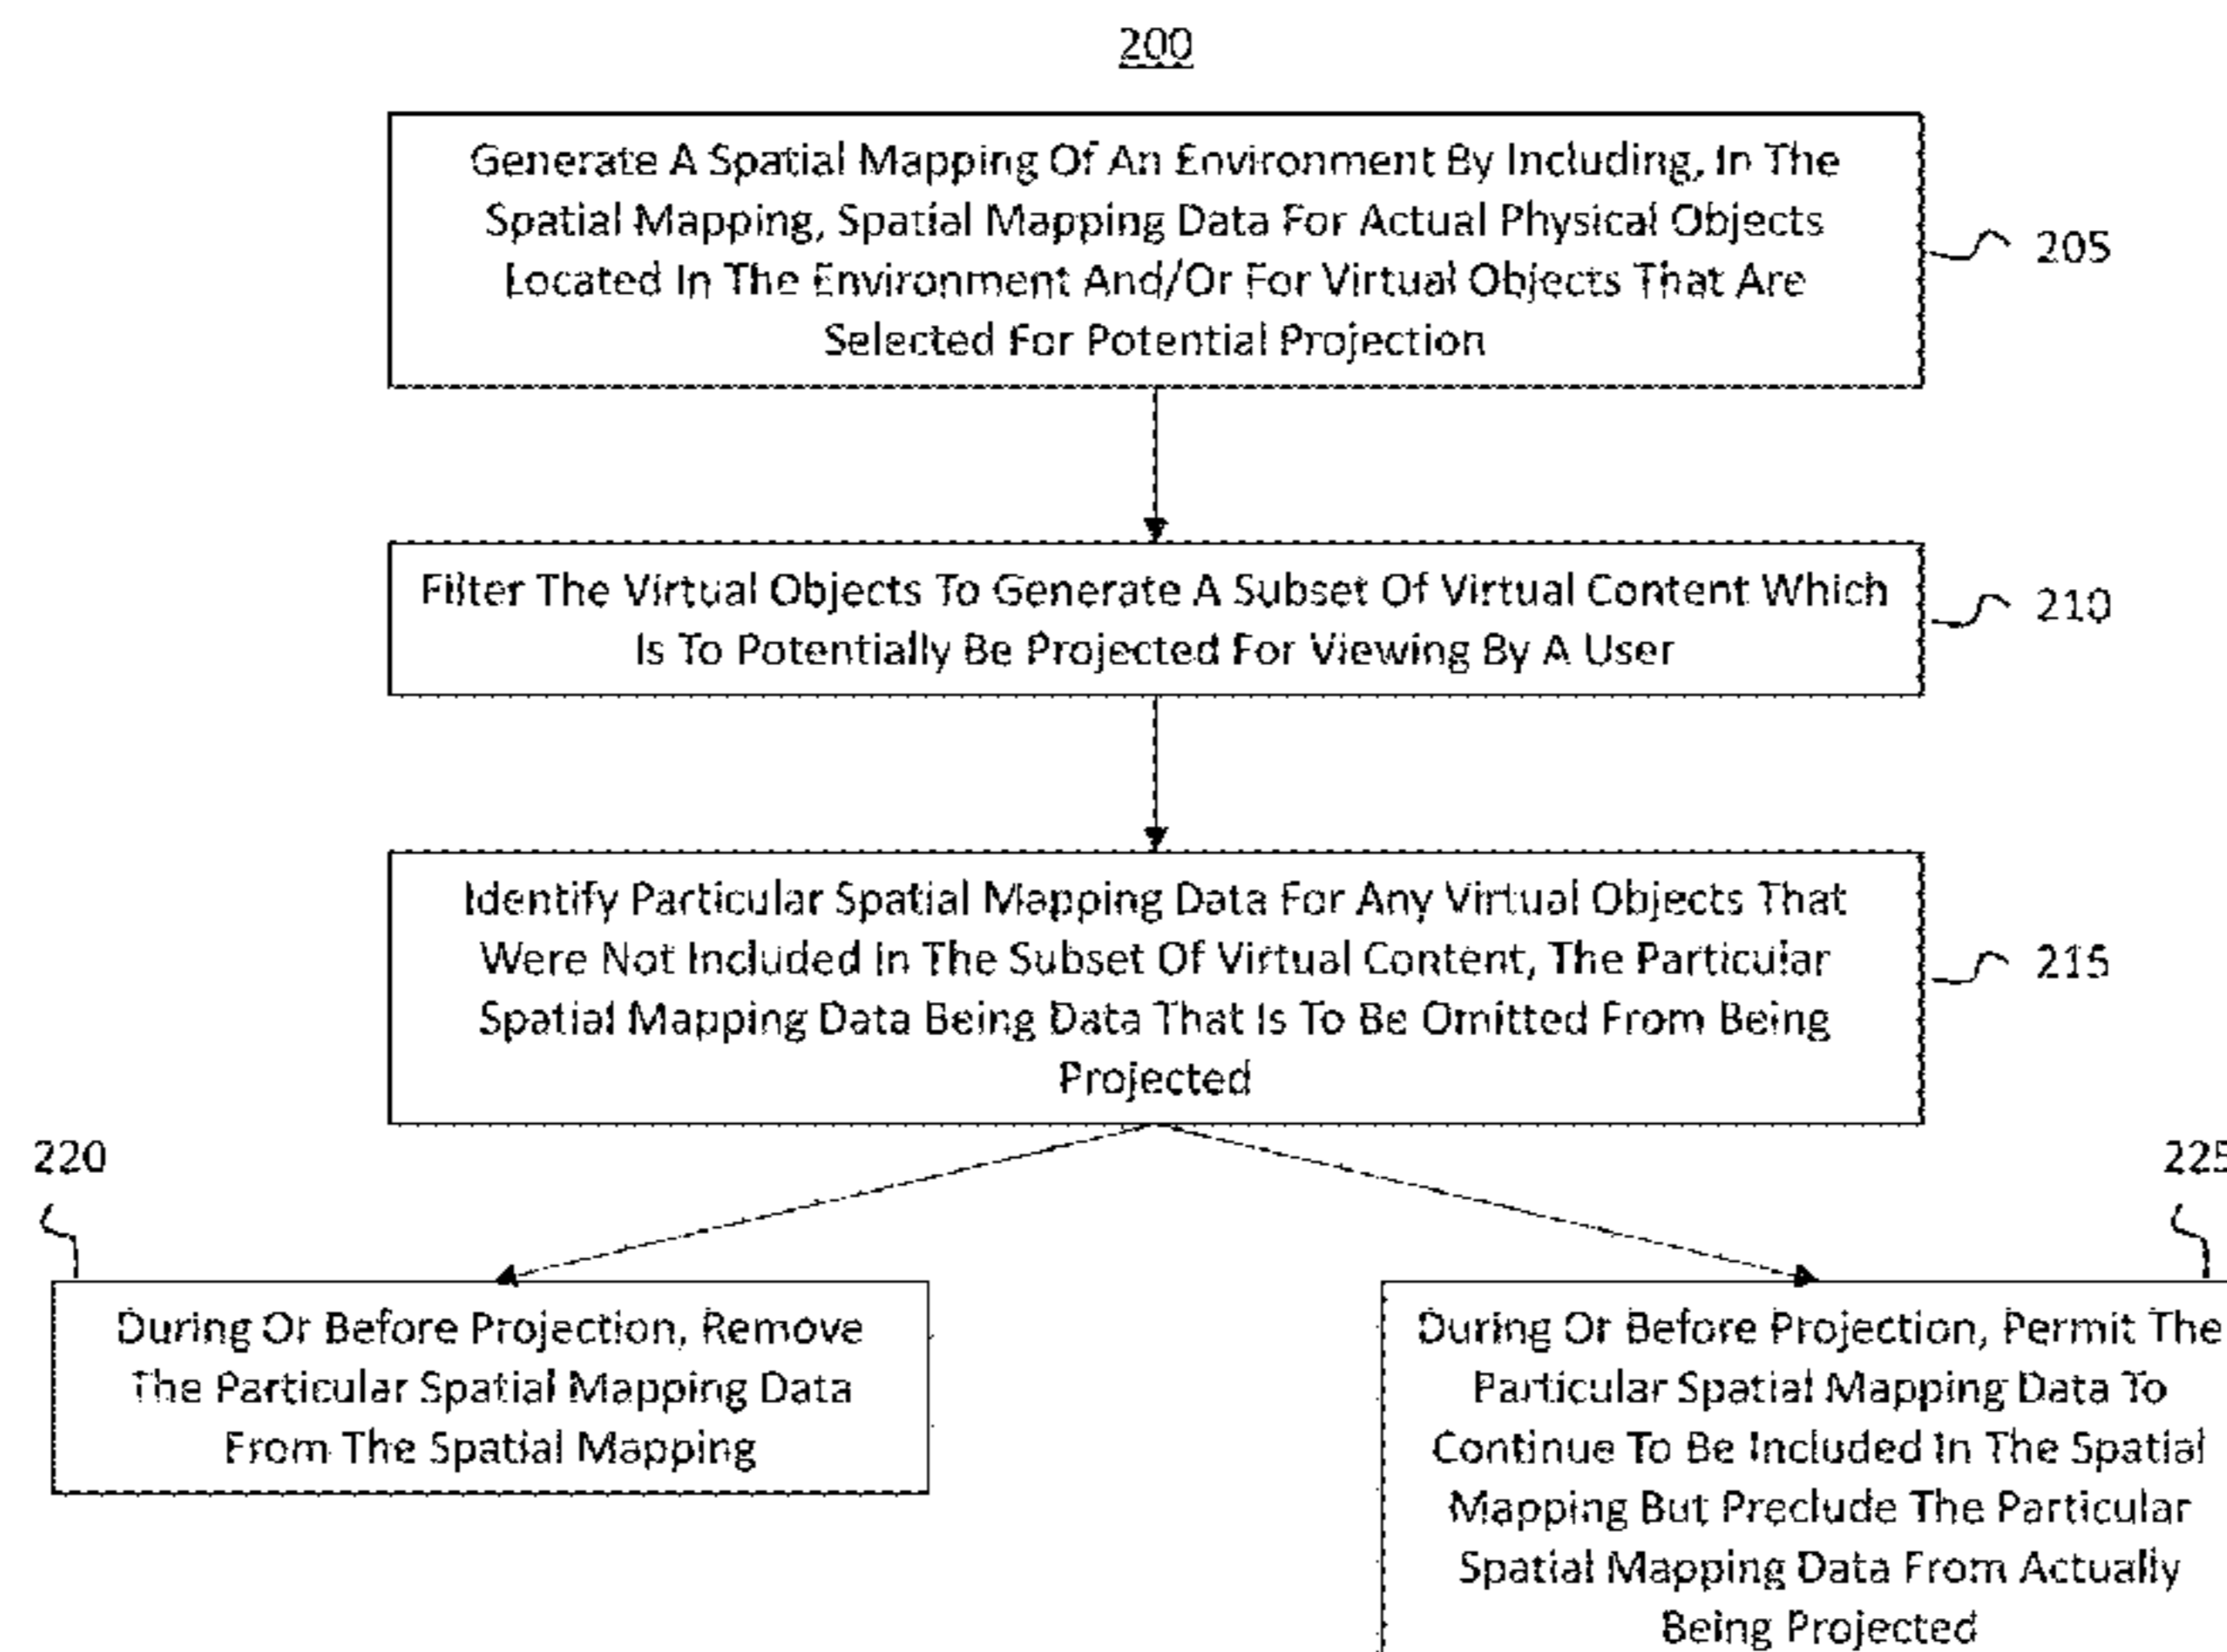 200
Generate A Spatial Mapping Of An Environment By Including, In The
Spatial Mapping, Spatial Mapping Data For Actual Physical Objects
Located In The Environment And/Or For Virtual Objects That Are
Selected For Potential Projection
205
Filter The Virtual Objects To Generate A Subset Of Virtual Content Which
Is To Potentially Be Projected For Viewing By A User
210
Identify Particular Spatial Mapping Data For Any Virtual Objects That
Were Not Included In The Subset Of Virtual Content, The Particular
Spatial Mapping Data Being Data That Is To Be Omitted From Being
Projected
215
220
225
During Or Before Projection, Remove
The Particular Spatial Mapping Data
From The Spatial Mapping
During Or Before Projection, Permit The
Particular Spatial Mapping Data To
Continue To Be Included In The Spatial
Mapping But Preclude The Particular
Spatial Mapping Data From Actually
Being Projected